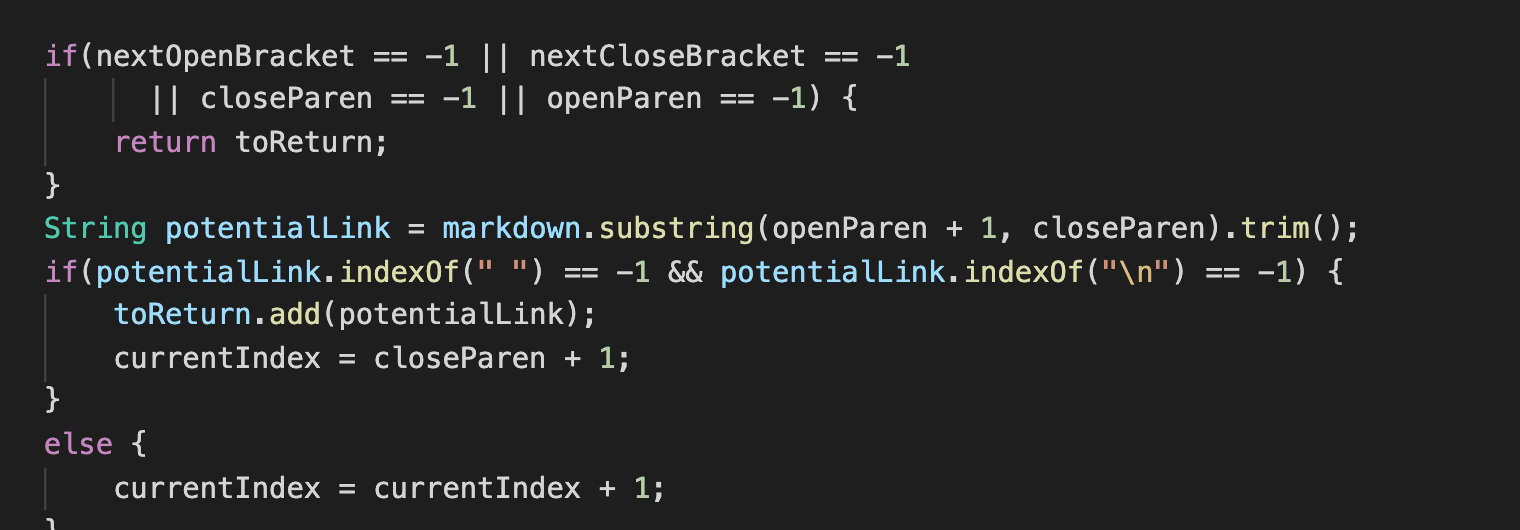 if(nextOpenBracket == -1 || nextCloseBracket == -1
|| closeParen == -1 || openParen == -1) {
return toReturn;
}
String potentialLink = markdown.substring(openParen + 1, closeParen).trim();
if(potentialLink.indexOf(" ") == -1 && potentialLink.indexOf("\n") == -1) {
toReturn.add(potentialLink);
currentIndex = closeParen + 1;
}
else {
currentIndex = currentIndex + 1;
}